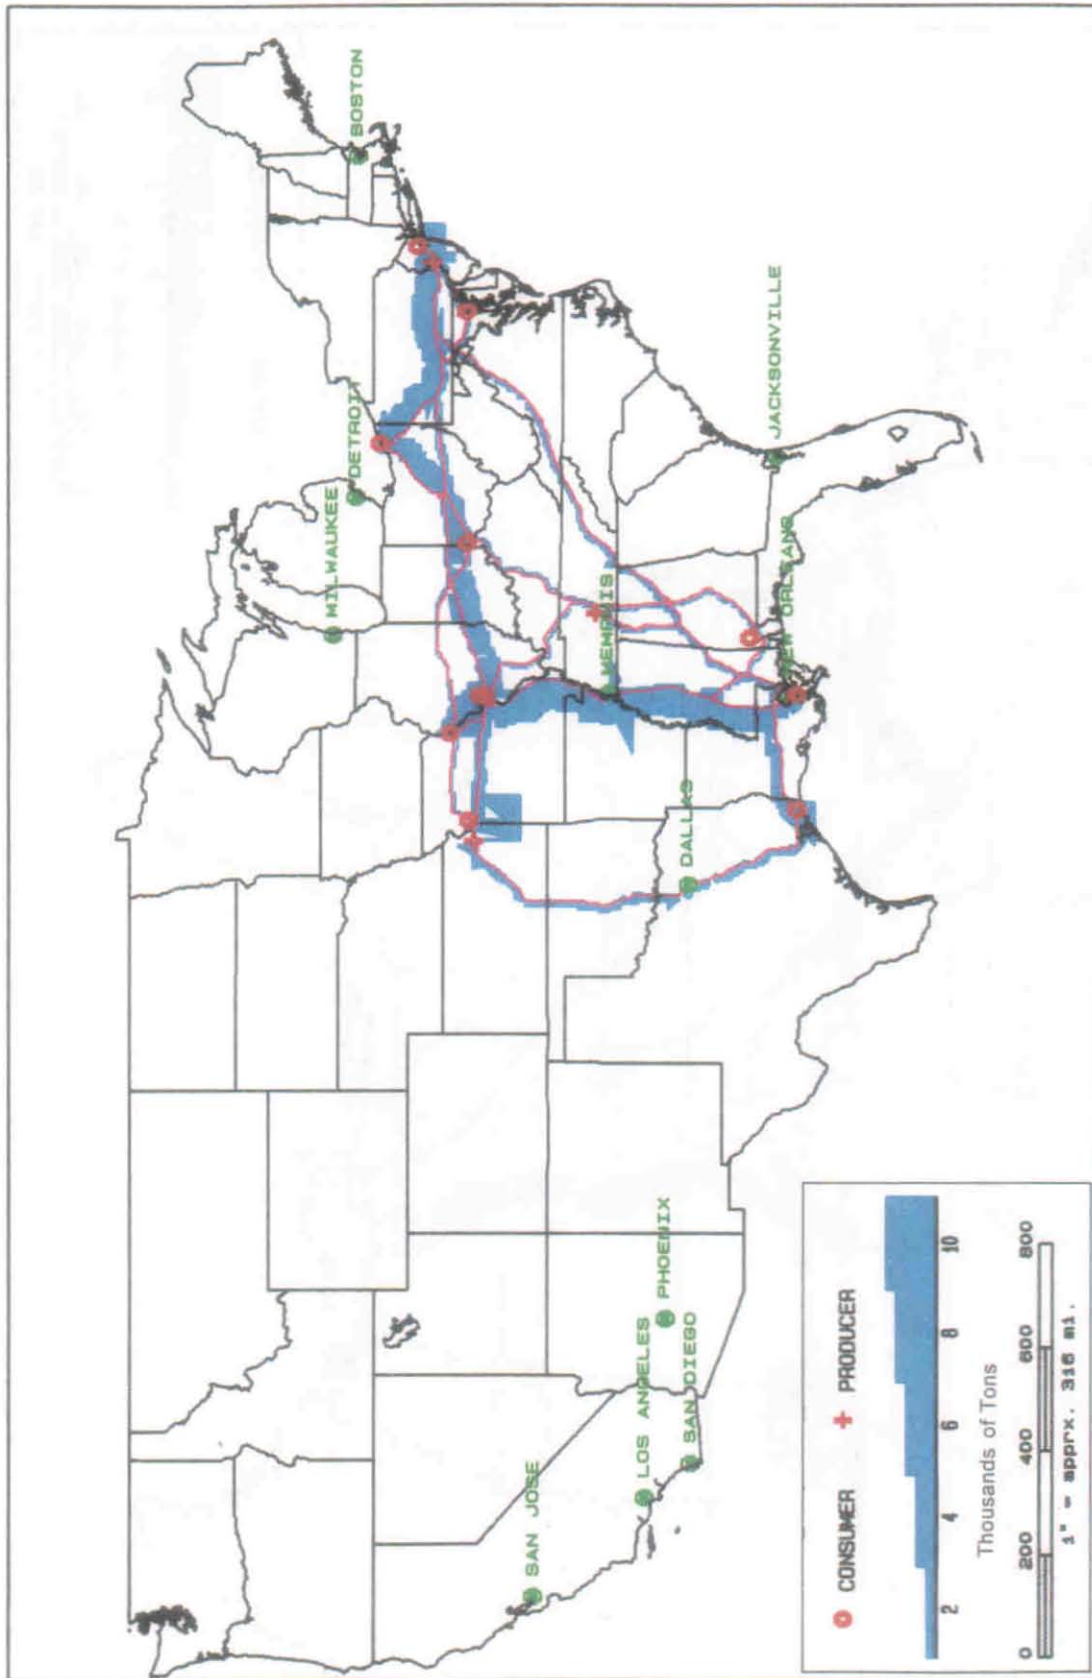 BOSTON
DETROIT
MILWAUKEE
JACKSONVILLE
MEMPHIS
NEW ORLEANS
DALLAS
PHOENIX
LOS ANGELES
SAN DIEGO
SAN JOSE
CONSUMER PRODUCER
2 4 6 8 10
Thousands of Tons
0 200 400 600 800
1" = apprx. 316 mi.